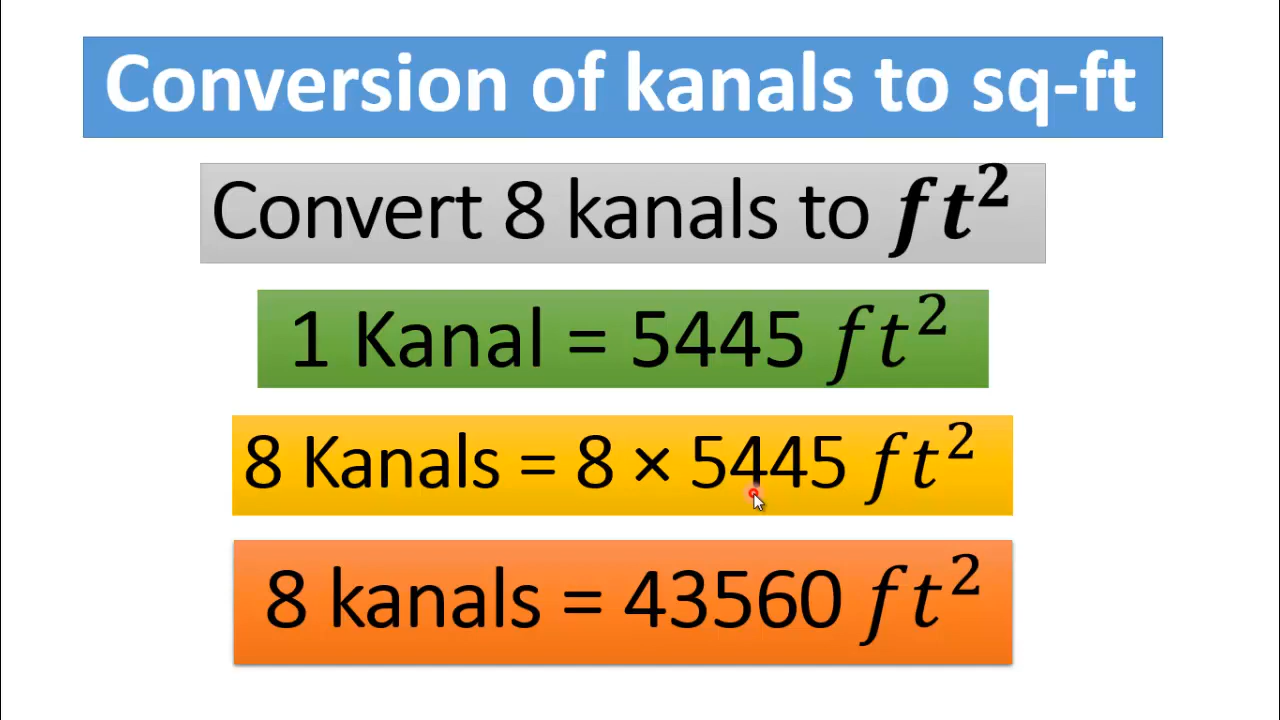 Conversion of kanals to sq-ft
Convert 8 kanals to ft²
1 Kanal = 5445 ft²
8 Kanals = 8 × 5445 ft²
8 kanals = 43560 ft²